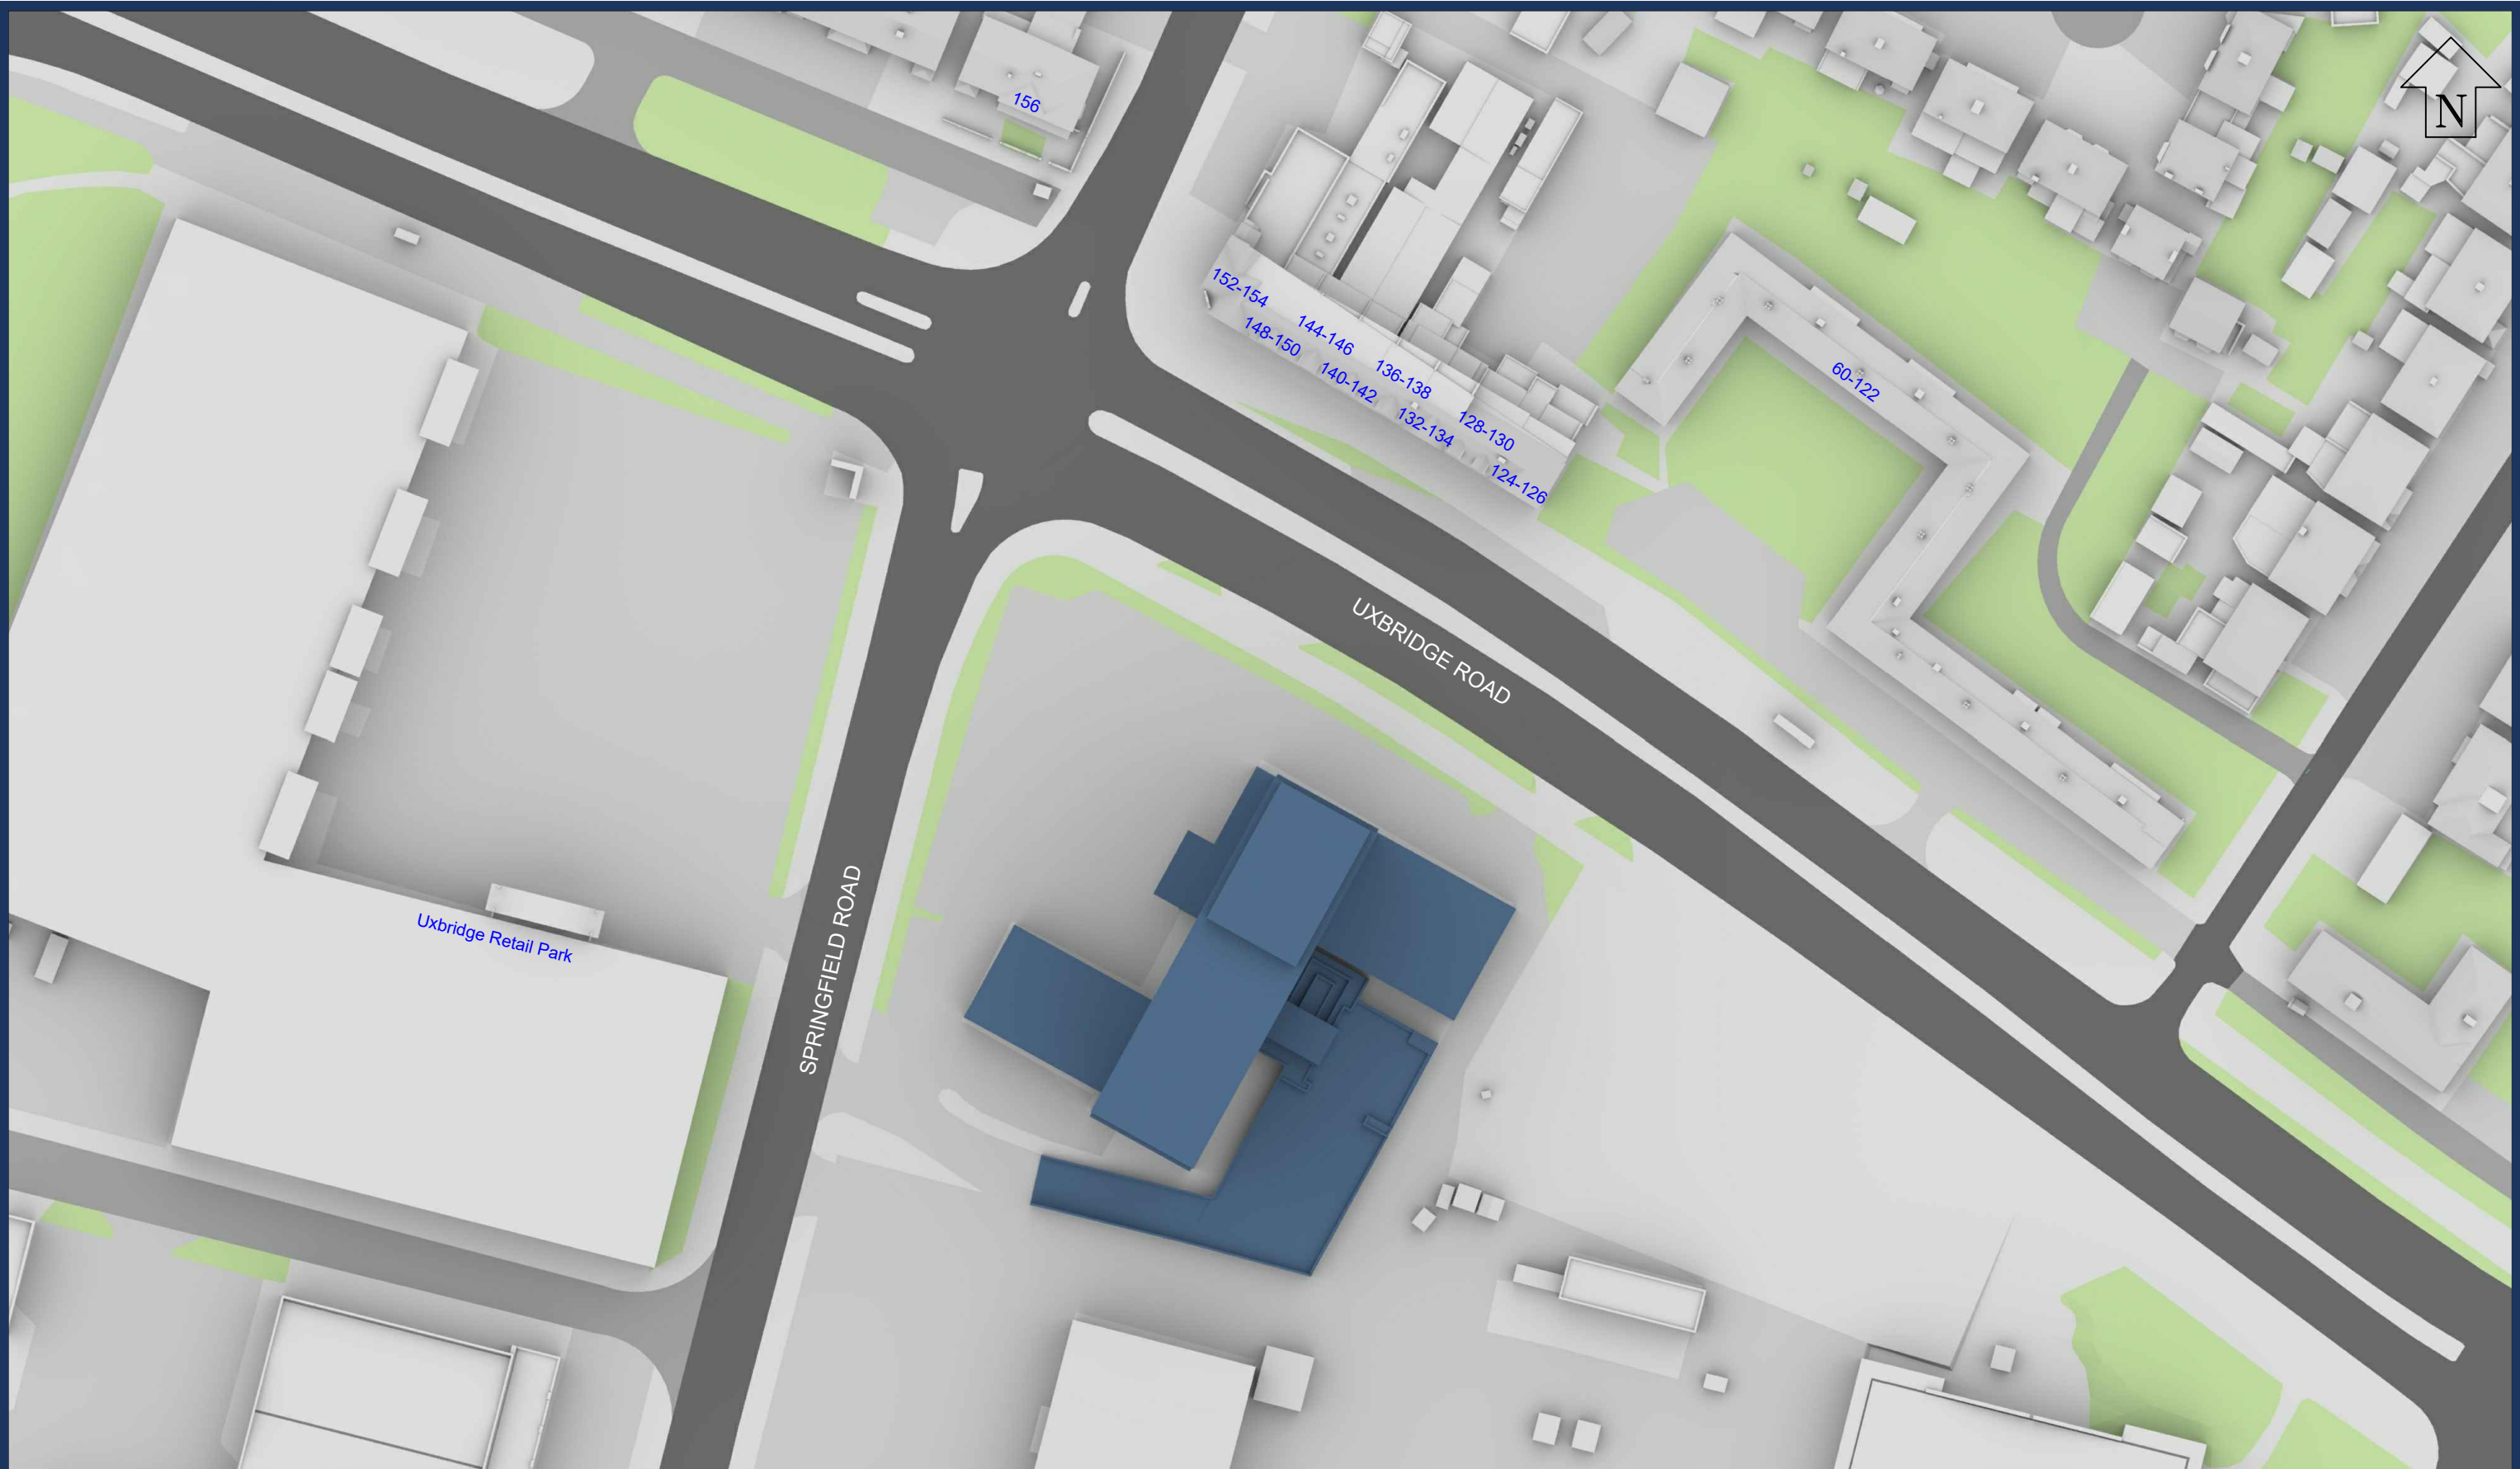 156
N
152-154
148-150
144-146
140-142
136-138
132-134
128-130
124-126
60-122
UXBRIDGE ROAD
SPRINGFIELD ROAD
Uxbridge Retail Park